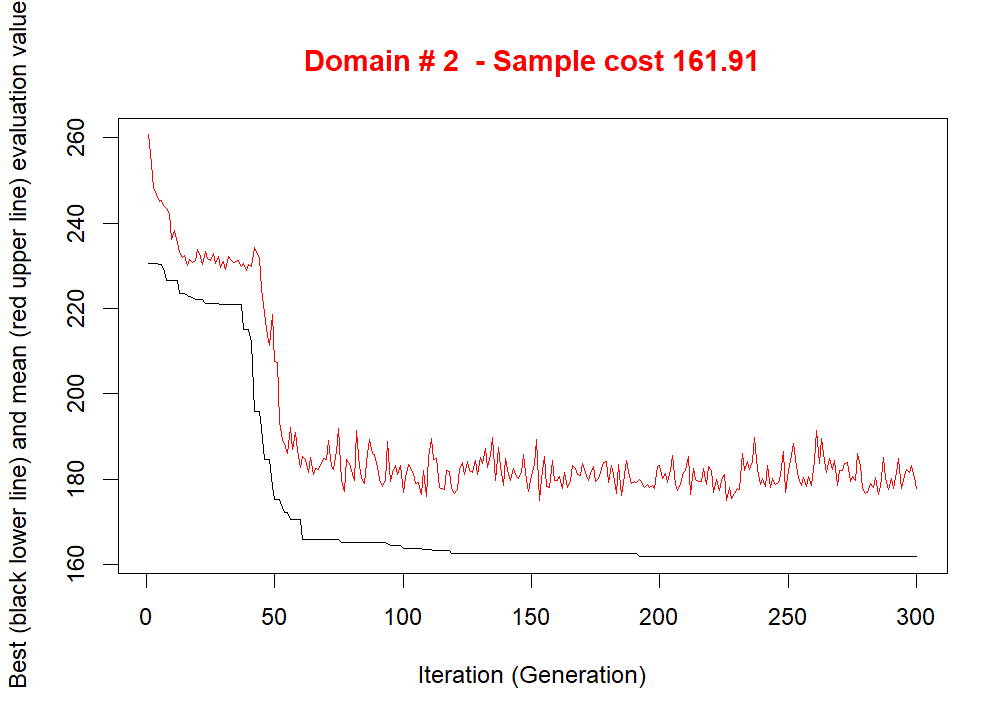 Domain # 2  - Sample cost 161.91
Best (black lower line) and mean (red upper line) evaluation value
260
240
220
200
180
160
0 50 100 150 200 250 300
Iteration (Generation)